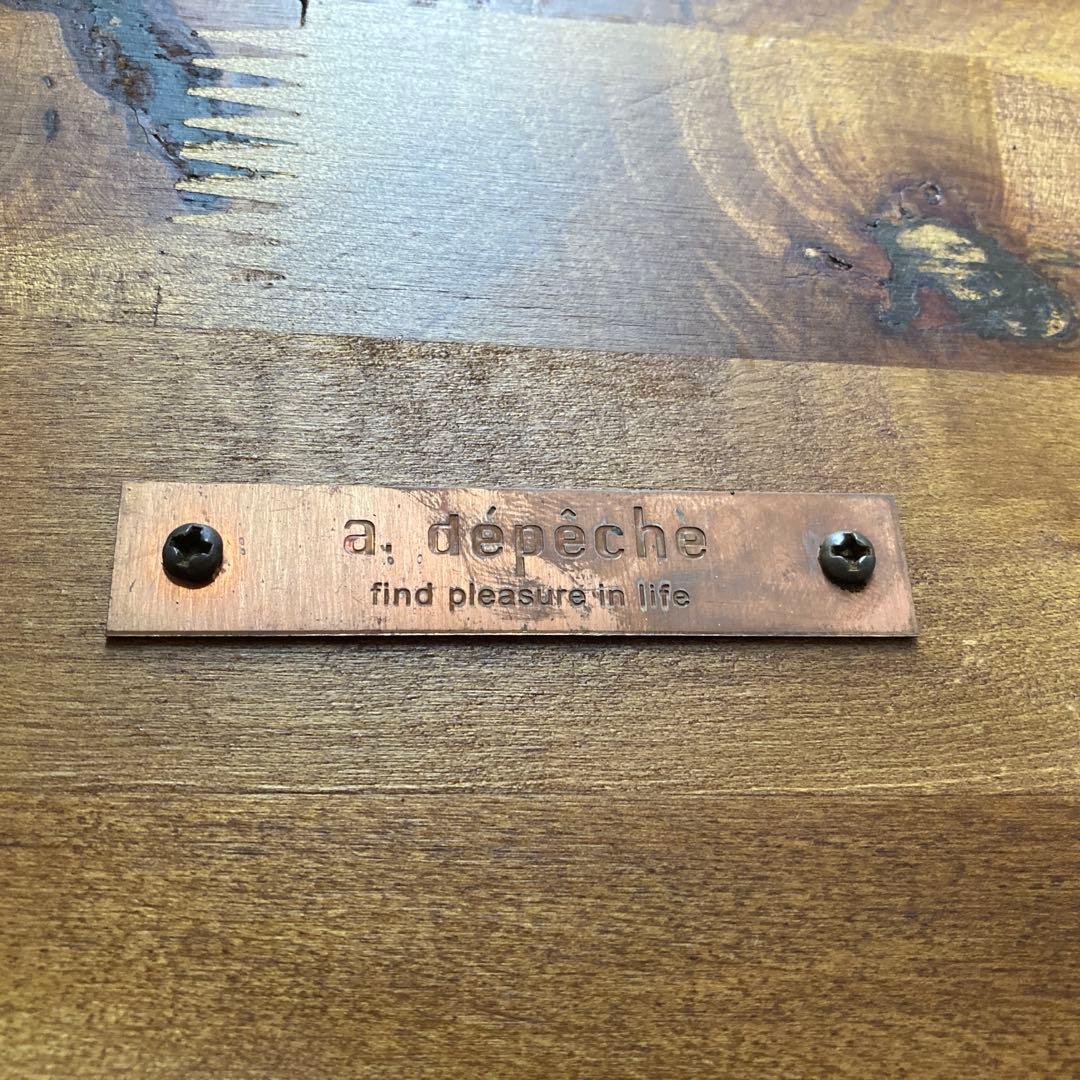 a. dépêche
find pleasure in life